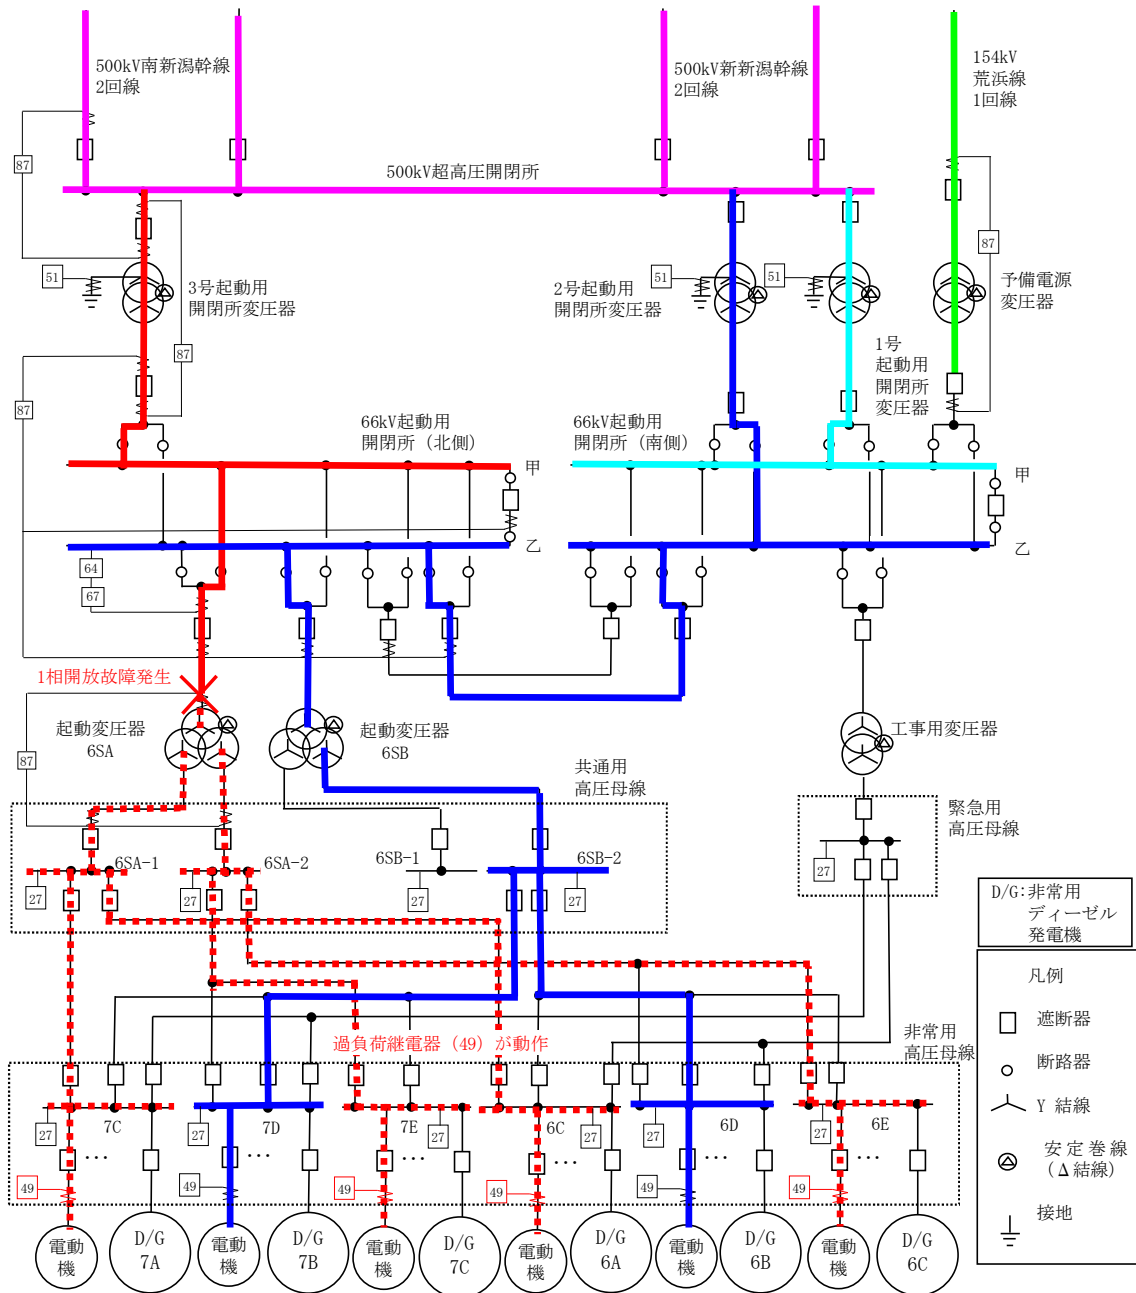 500kV南新潟幹線
2回線
500kV新新潟幹線
2回線
154kV
荒浜線
1回線
87
500kV超高圧開閉所
87
51
51
51
3号起動用
開閉所変圧器
2号起動用
開閉所変圧器
予備電源
変圧器
1号
起動用
開閉所
変圧器
87
87
66kV起動用
開閉所（北側）
66kV起動用
開閉所（南側）
甲
甲
乙
乙
64
67
1相開放故障発生
起動変圧器
6SA
起動変圧器
6SB
工事用変圧器
87
共通用
高圧母線
緊急用
高圧母線
6SA-1
6SA-2
6SB-1
6SB-2
27
27
27
27
27
D/G:非常用
ディーゼル
発電機
凡例
遮断器
断路器
Y 結線
安定巻線
(Δ結線)
接地
過負荷継電器（49）が動作
非常用
高圧母線
7C
7D
7E
6C
6D
6E
27
27
27
27
27
27
…
…
…
…
…
…
49
49
49
49
49
49
電動
機
D/G
7A
電動
機
D/G
7B
電動
機
D/G
7C
電動
機
D/G
6A
電動
機
D/G
6B
電動
機
D/G
6C